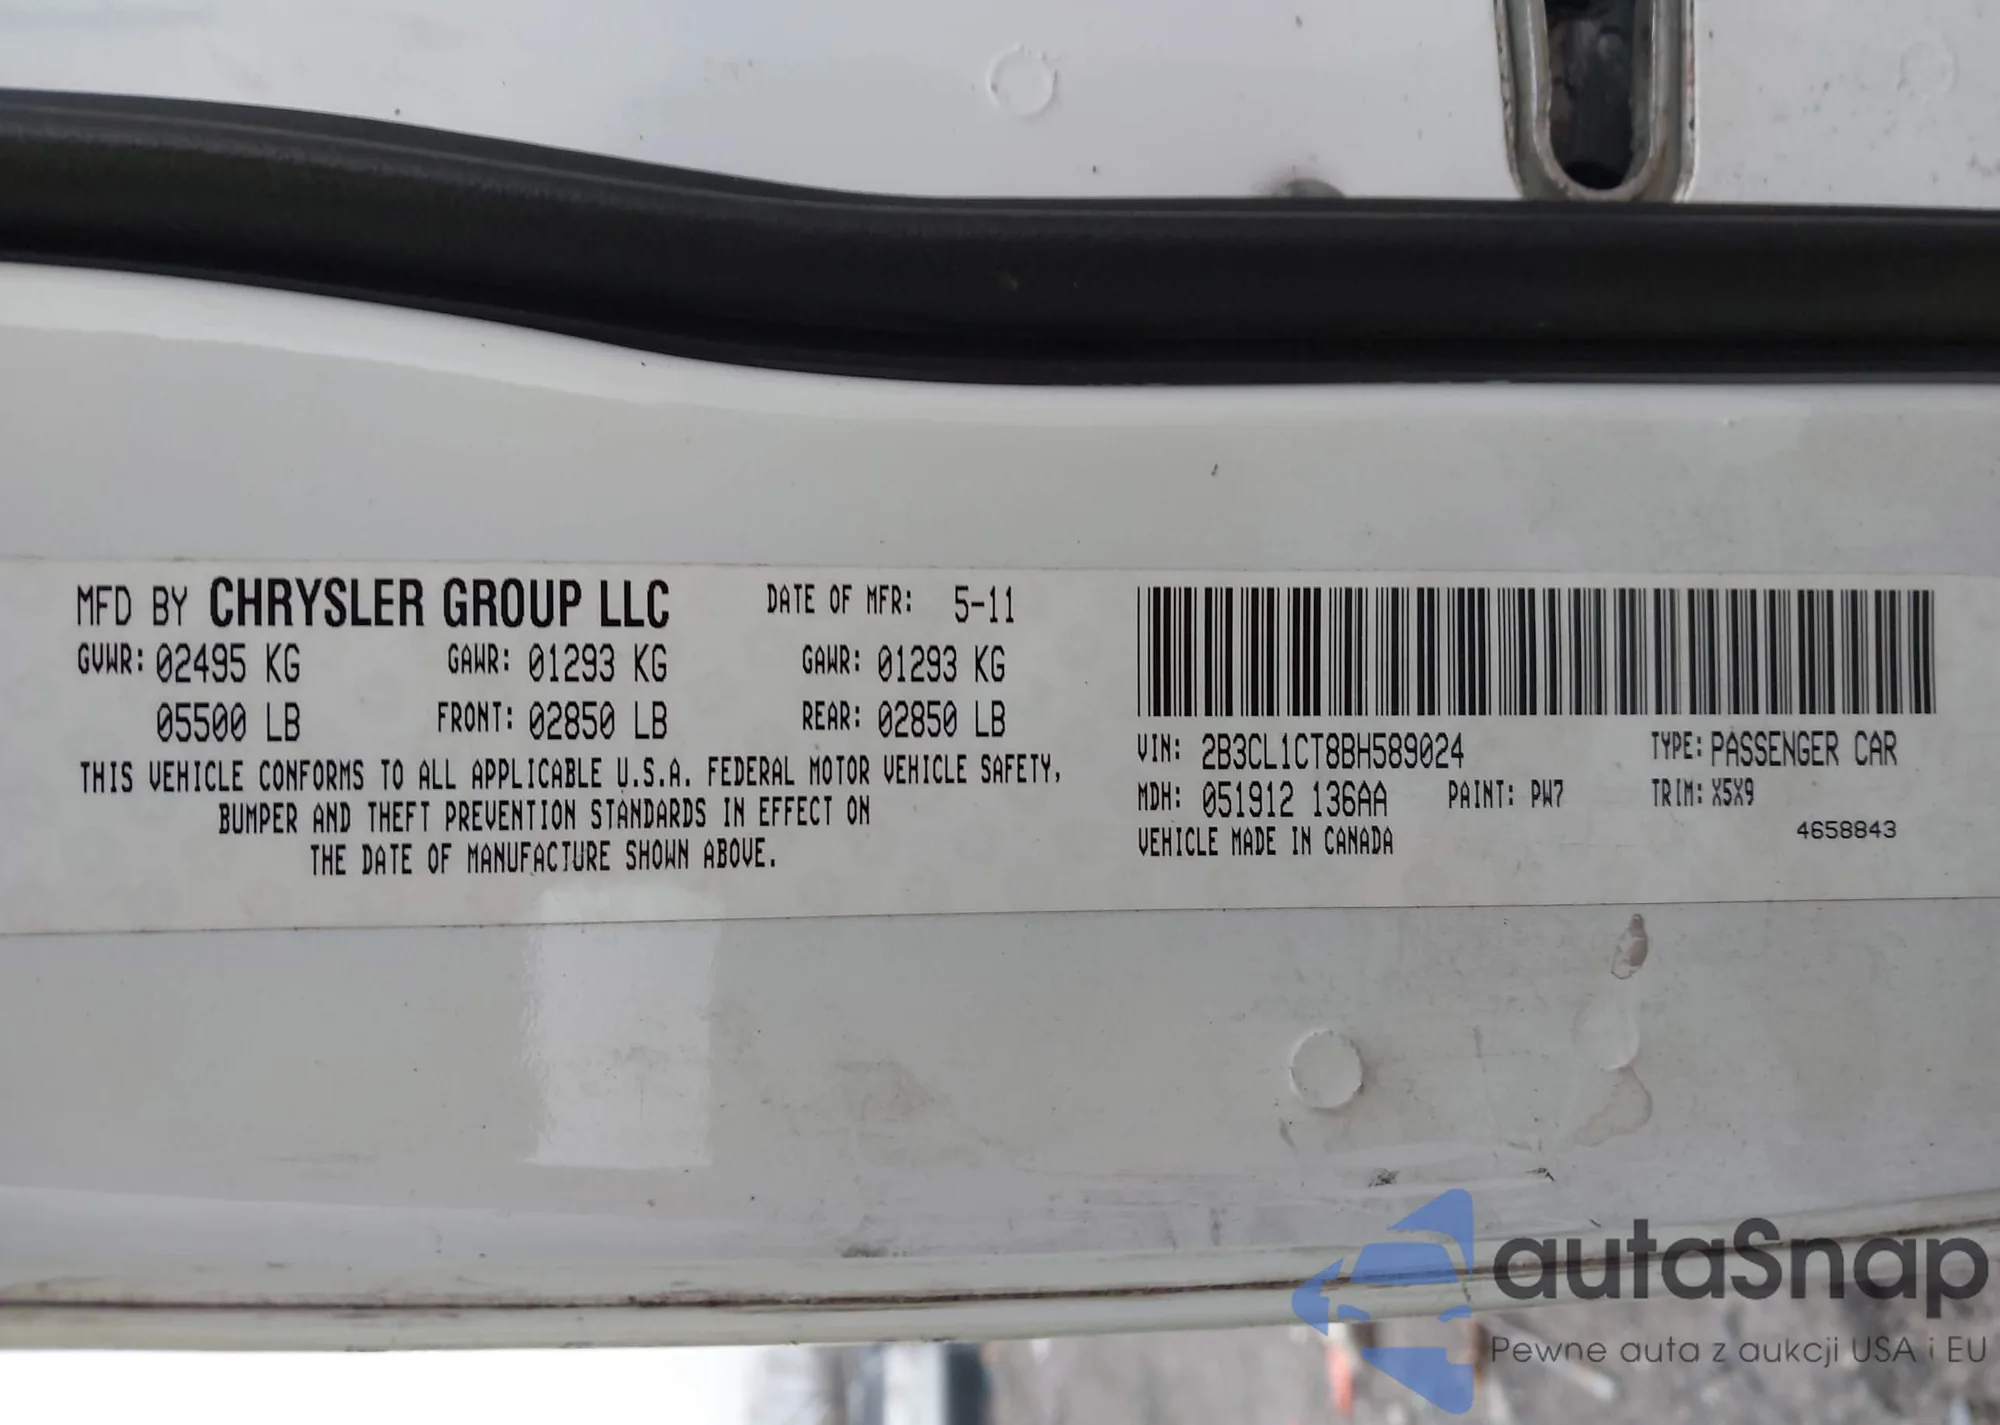 MFD BY CHRYSLER GROUP LLC DATE OF MFR: 5-11
GVWR: 02495 KG GAWR: 01293 KG GAWR: 01293 KG
05500 LB FRONT: 02850 LB REAR: 02850 LB
THIS VEHICLE CONFORMS TO ALL APPLICABLE U.S.A. FEDERAL MOTOR VEHICLE SAFETY,
BUMPER AND THEFT PREVENTION STANDARDS IN EFFECT ON
THE DATE OF MANUFACTURE SHOWN ABOVE.
VIN: 2B3CL1CT8BH589024 TYPE: PASSENGER CAR
MDH: 051912 136AA PAINT: PW7 TRIM: X5X9
VEHICLE MADE IN CANADA 4658843
autaSnap
Pewne auta z aukcji USA i EU